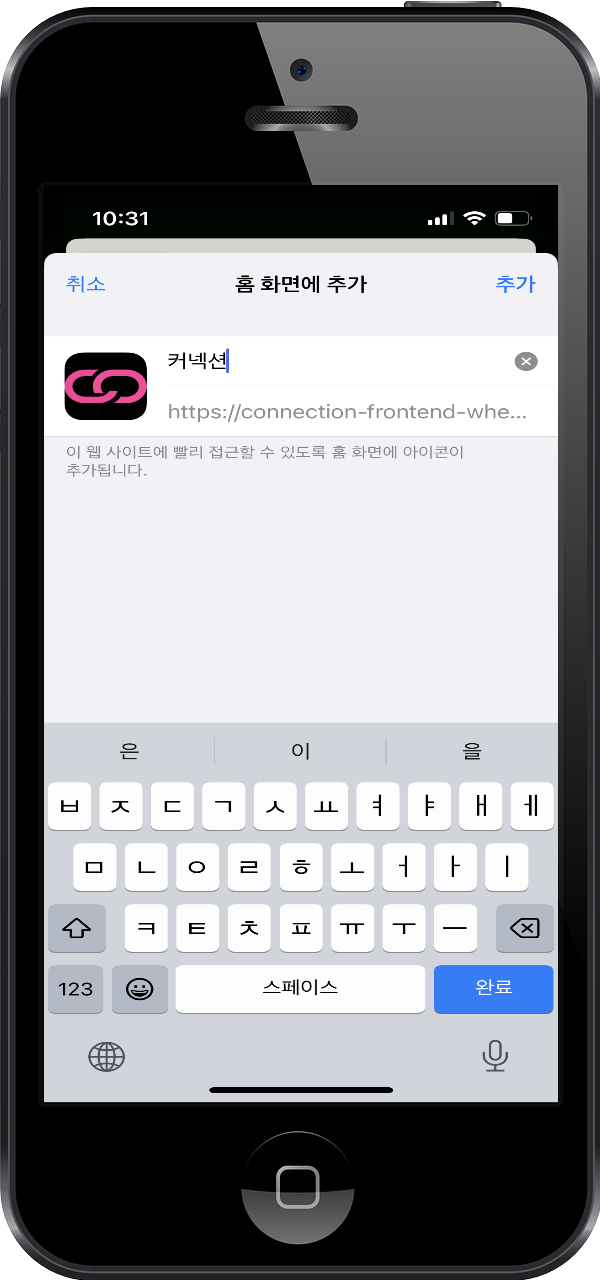 10:31
취소 홈 화면에 추가 추가
커넥션
https://connection-frontend-whe...
이 웹 사이트에 빨리 접근할 수 있도록 홈 화면에 아이콘이
추가됩니다.
은 이 을
ㅂ ㅈ ㄷ ㄱ ㅅ ㅛ ㅕ ㅑ ㅐ ㅔ
ㅁ ㄴ ㅇ ㄹ ㅎ ㅗ ㅓ ㅏ ㅣ
ㅋ ㅌ ㅊ ㅍ ㅠ ㅜ ㅡ
123 스페이스 완료